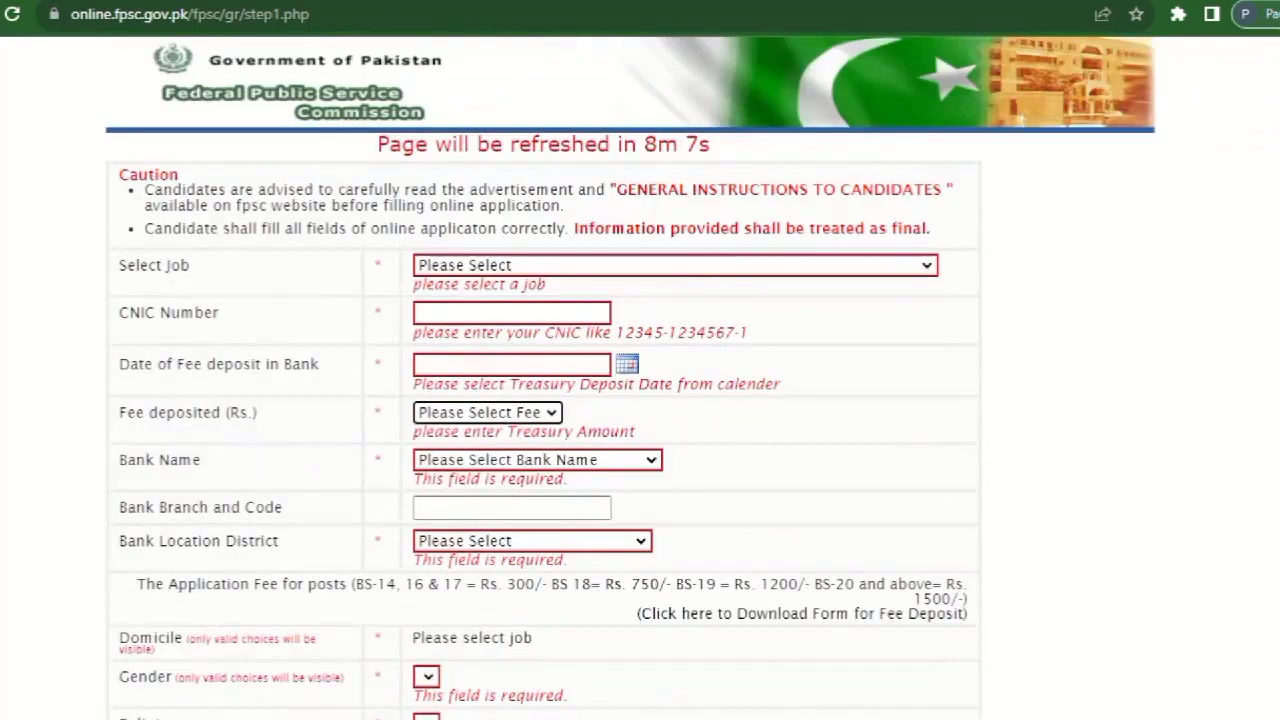 online.fpsc.gov.pk/fpsc/gr/step1.php
P
Government of Pakistan
Federal Public Service
Commission
Page will be refreshed in 8m 7s
Caution
• Candidates are advised to carefully read the advertisement and "GENERAL INSTRUCTIONS TO CANDIDATES "
available on fpsc website before filling online application.
• Candidate shall fill all fields of online applicaton correctly. Information provided shall be treated as final.
Select Job * Please Select
please select a job
CNIC Number *
please enter your CNIC like 12345-1234567-1
Date of Fee deposit in Bank *
Please select Treasury Deposit Date from calender
Fee deposited (Rs.) * Please Select Fee
please enter Treasury Amount
Bank Name * Please Select Bank Name
This field is required.
Bank Branch and Code
Bank Location District * Please Select
This field is required.
The Application Fee for posts (BS-14, 16 & 17 = Rs. 300/- BS 18= Rs. 750/- BS-19 = Rs. 1200/- BS-20 and above= Rs.
1500/-)
(Click here to Download Form for Fee Deposit)
Domicile (only valid choices will be
visible) * Please select job
Gender (only valid choices will be visible) *
This field is required.